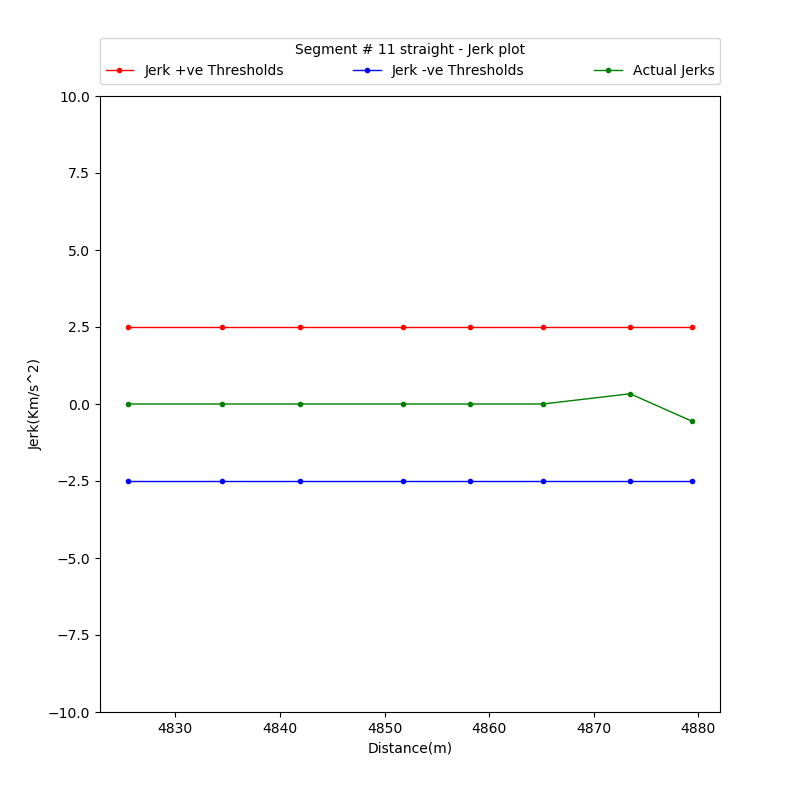 Segment # 11 straight - Jerk plot
Jerk +ve Thresholds Jerk -ve Thresholds Actual Jerks
10.0
7.5
5.0
2.5
0.0
−2.5
−5.0
−7.5
−10.0
Jerk(Km/s^2)
4830 4840 4850 4860 4870 4880
Distance(m)